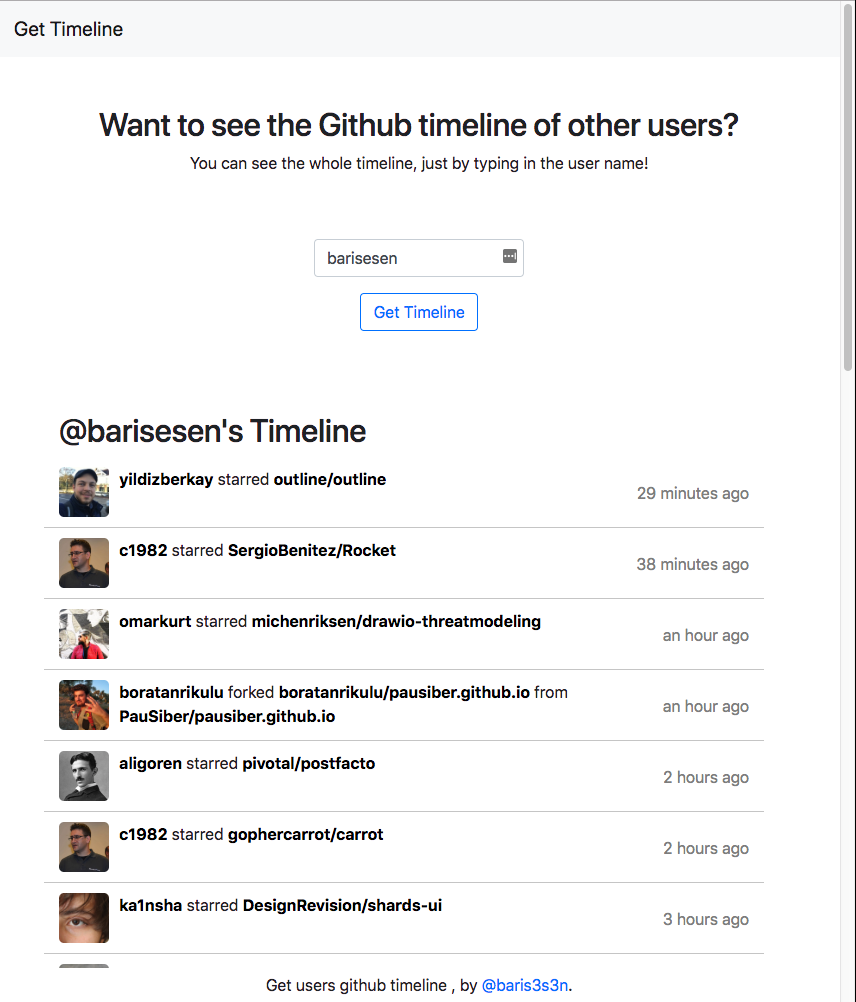 Get Timeline
Want to see the Github timeline of other users?
You can see the whole timeline, just by typing in the user name!
barisesen
Get Timeline
@barisesen's Timeline
yildizberkay starred outline/outline
29 minutes ago
c1982 starred SergioBenitez/Rocket
38 minutes ago
omarkurt starred michenriksen/drawio-threatmodeling
an hour ago
boratanrikulu forked boratanrikulu/pausiber.github.io from
PauSiber/pausiber.github.io
an hour ago
aligoren starred pivotal/postfacto
2 hours ago
c1982 starred gophercarrot/carrot
2 hours ago
ka1nsha starred DesignRevision/shards-ui
3 hours ago
Get users github timeline , by @baris3s3n.